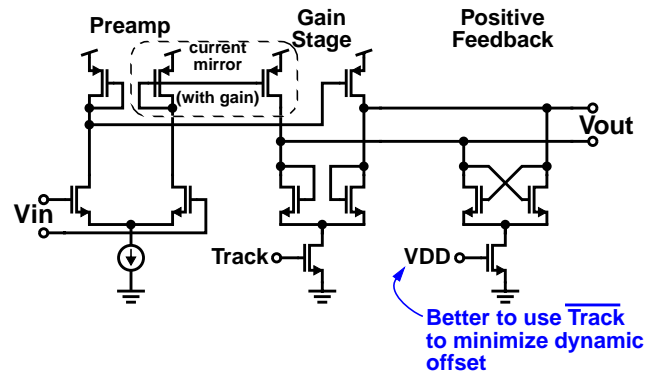 Preamp
Gain
Stage
Positive
Feedback
current
mirror
(with gain)
Vout
Vin
Track
VDD
Better to use Track
to minimize dynamic
offset